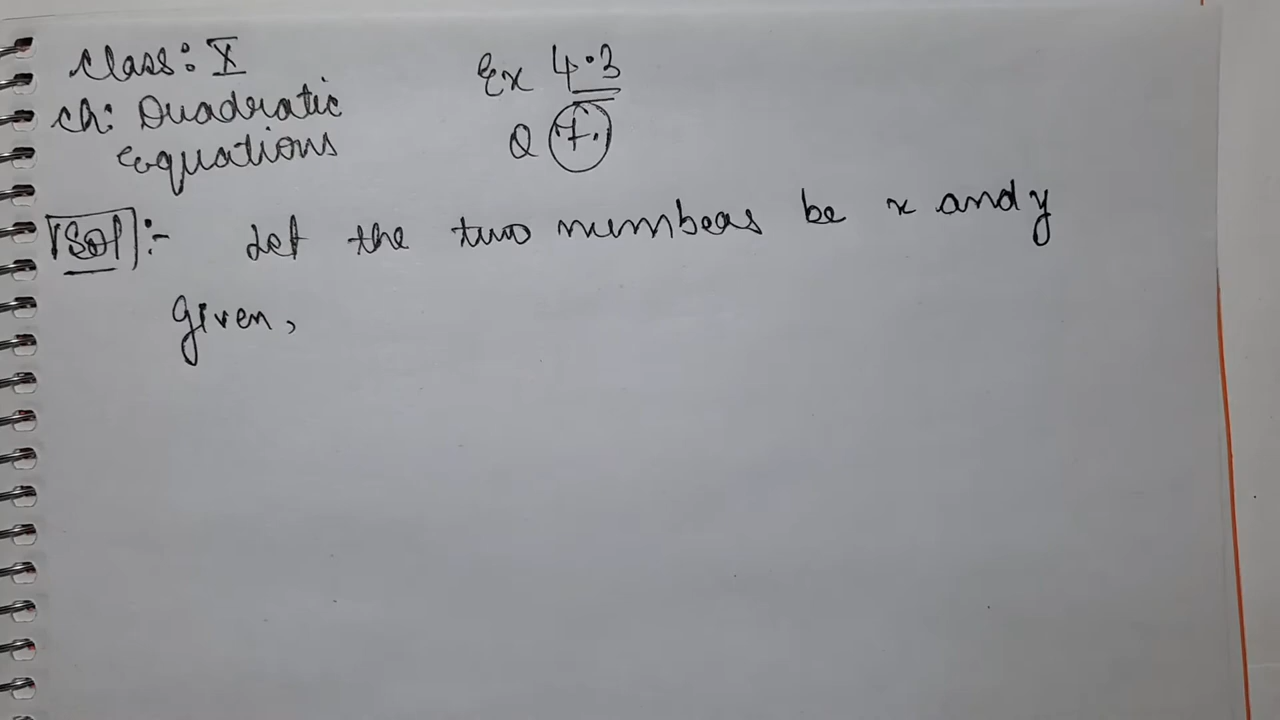 Class: X
Ch: Quadratic
Equations
Ex 4.3
Q 7.
Sol :- Let the two numbers be x and y
Given,